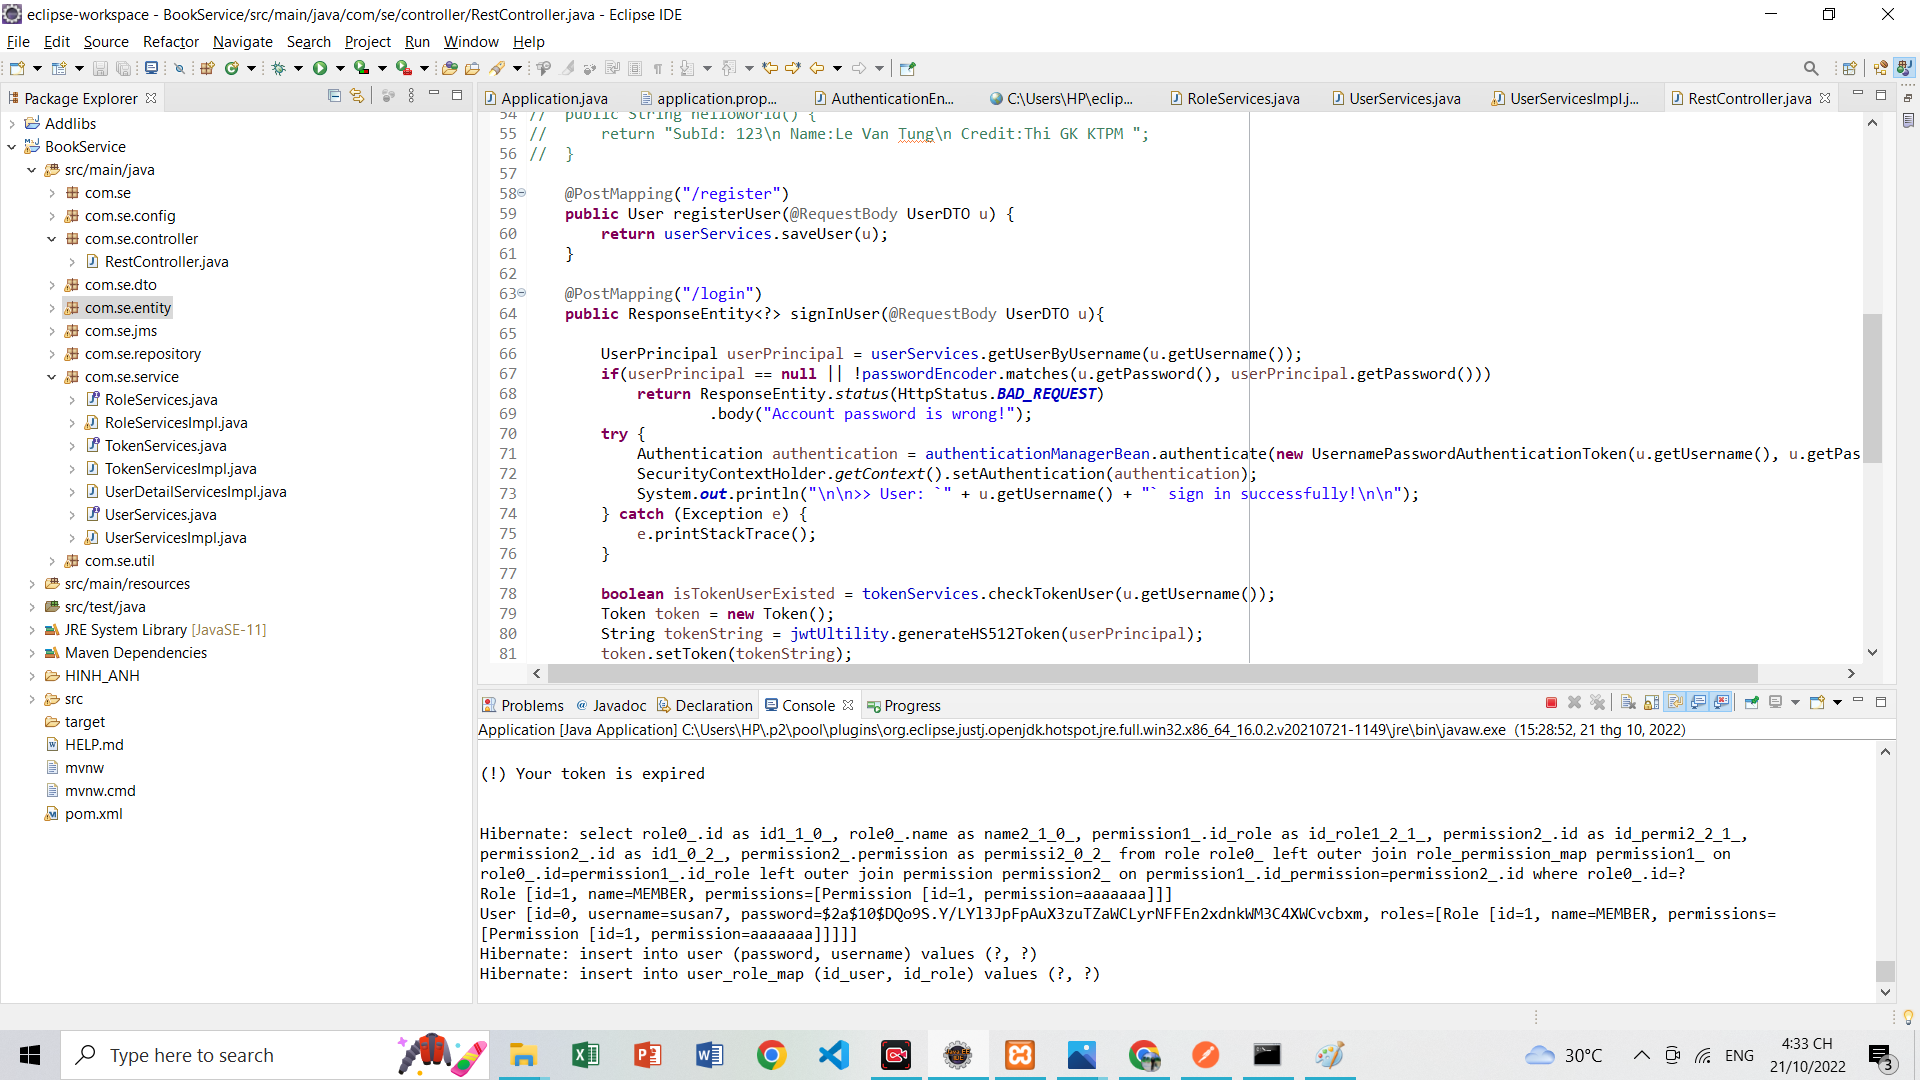 eclipse-workspace - BookService/src/main/java/com/se/controller/RestController.java - Eclipse IDE
File Edit Source Refactor Navigate Search Project Run Window Help
Package Explorer
Addlibs
BookService
src/main/java
com.se
com.se.config
com.se.controller
RestController.java
com.se.dto
com.se.entity
com.se.jms
com.se.repository
com.se.service
RoleServices.java
RoleServicesImpl.java
TokenServices.java
TokenServicesImpl.java
UserDetailServicesImpl.java
UserServices.java
UserServicesImpl.java
com.se.util
src/main/resources
src/test/java
JRE System Library [JavaSE-11]
Maven Dependencies
HINH_ANH
src
target
HELP.md
mvnw
mvnw.cmd
pom.xml
Application.java application.prop... AuthenticationEn... C:\Users\HP\eclip... RoleServices.java UserServices.java UserServicesImpl.j... RestController.java
54 //  public String helloWorld() {
55 //      return "SubId: 123\n Name:Le Van Tung\n Credit:Thi GK KTPM ";
56 //  }
57
58     @PostMapping("/register")
59     public User registerUser(@RequestBody UserDTO u) {
60         return userServices.saveUser(u);
61     }
62
63     @PostMapping("/login")
64     public ResponseEntity<?> signInUser(@RequestBody UserDTO u){
65
66         UserPrincipal userPrincipal = userServices.getUserByUsername(u.getUsername());
67         if(userPrincipal == null || !passwordEncoder.matches(u.getPassword(), userPrincipal.getPassword()))
68             return ResponseEntity.status(HttpStatus.BAD_REQUEST)
69                     .body("Account password is wrong!");
70         try {
71             Authentication authentication = authenticationManagerBean.authenticate(new UsernamePasswordAuthenticationToken(u.getUsername(), u.getPas
72             SecurityContextHolder.getContext().setAuthentication(authentication);
73             System.out.println("\n\n>> User: `" + u.getUsername() + "` sign in successfully!\n\n");
74         } catch (Exception e) {
75             e.printStackTrace();
76         }
77
78         boolean isTokenUserExisted = tokenServices.checkTokenUser(u.getUsername());
79         Token token = new Token();
80         String tokenString = jwtUltility.generateHS512Token(userPrincipal);
81         token.setToken(tokenString);
Problems Javadoc Declaration Console Progress
Application [Java Application] C:\Users\HP\.p2\pool\plugins\org.eclipse.justj.openjdk.hotspot.jre.full.win32.x86_64_16.0.2.v20210721-1149\jre\bin\javaw.exe (15:28:52, 21 thg 10, 2022)
(!) Your token is expired
Hibernate: select role0_.id as id1_1_0_, role0_.name as name2_1_0_, permission1_.id_role as id_role1_2_1_, permission2_.id as id_permi2_2_1_,
permission2_.id as id1_0_2_, permission2_.permission as permissi2_0_2_ from role role0_ left outer join role_permission_map permission1_ on
role0_.id=permission1_.id_role left outer join permission permission2_ on permission1_.id_permission=permission2_.id where role0_.id=?
Role [id=1, name=MEMBER, permissions=[Permission [id=1, permission=aaaaaaa]]]
User [id=0, username=susan7, password=$2a$10$DQo9S.Y/LYl3JpFpAuX3zuTZaWCLyrNFFEn2xdnkWM3C4XWCvcbxm, roles=[Role [id=1, name=MEMBER, permissions=
[Permission [id=1, permission=aaaaaaa]]]]]
Hibernate: insert into user (password, username) values (?, ?)
Hibernate: insert into user_role_map (id_user, id_role) values (?, ?)
Type here to search
30°C
ENG
4:33 CH
21/10/2022
3